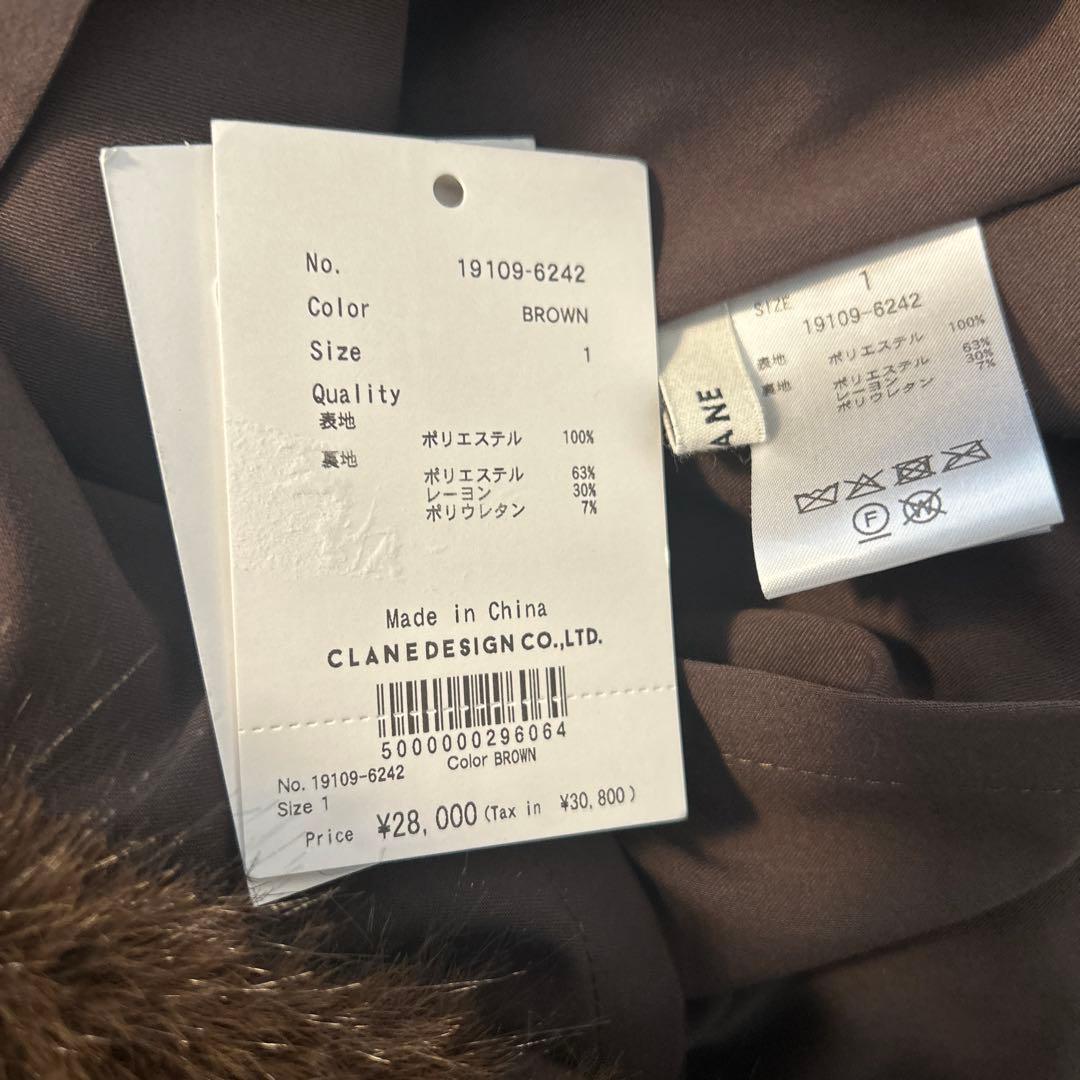 No. 19109-6242
Color BROWN
Size 1
Quality
表地
ポリエステル 100%
裏地
ポリエステル 63%
レーヨン 30%
ポリウレタン 7%
Made in China
CLANE DESIGN CO.,LTD.
5000000296064
No. 19109-6242 Color BROWN
Size 1
Price ¥28,000 (Tax in ¥30,800)
ANE
SIZE 1
19109-6242
表地 ポリエステル 100%
裏地 ポリエステル 63%
レーヨン 30%
ポリウレタン 7%
F
W